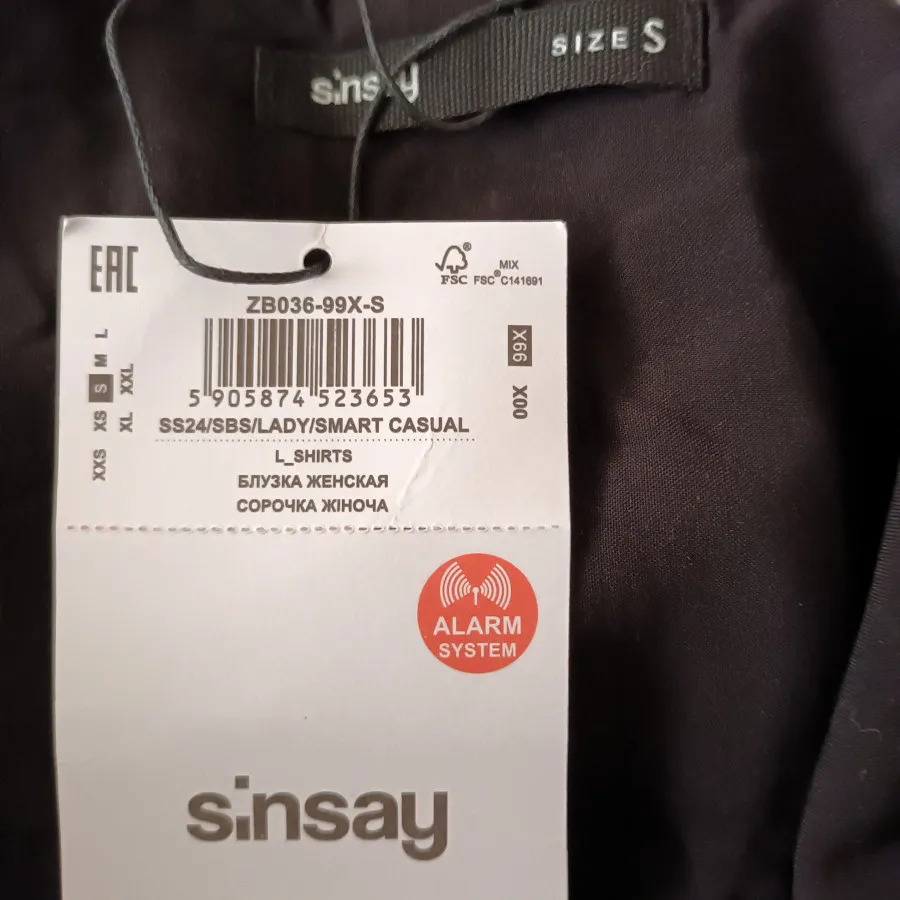 sinsay SIZE S
EAC
FSC® MIX
FSC® C141691
ZB036-99X-S
5 905874 523653
XXS XS S M L
XL XXL
99X
00X
SS24/SBS/LADY/SMART CASUAL
L_SHIRTS
БЛУЗКА ЖЕНСКАЯ
СОРОЧКА ЖІНОЧА
ALARM
SYSTEM
sinsay